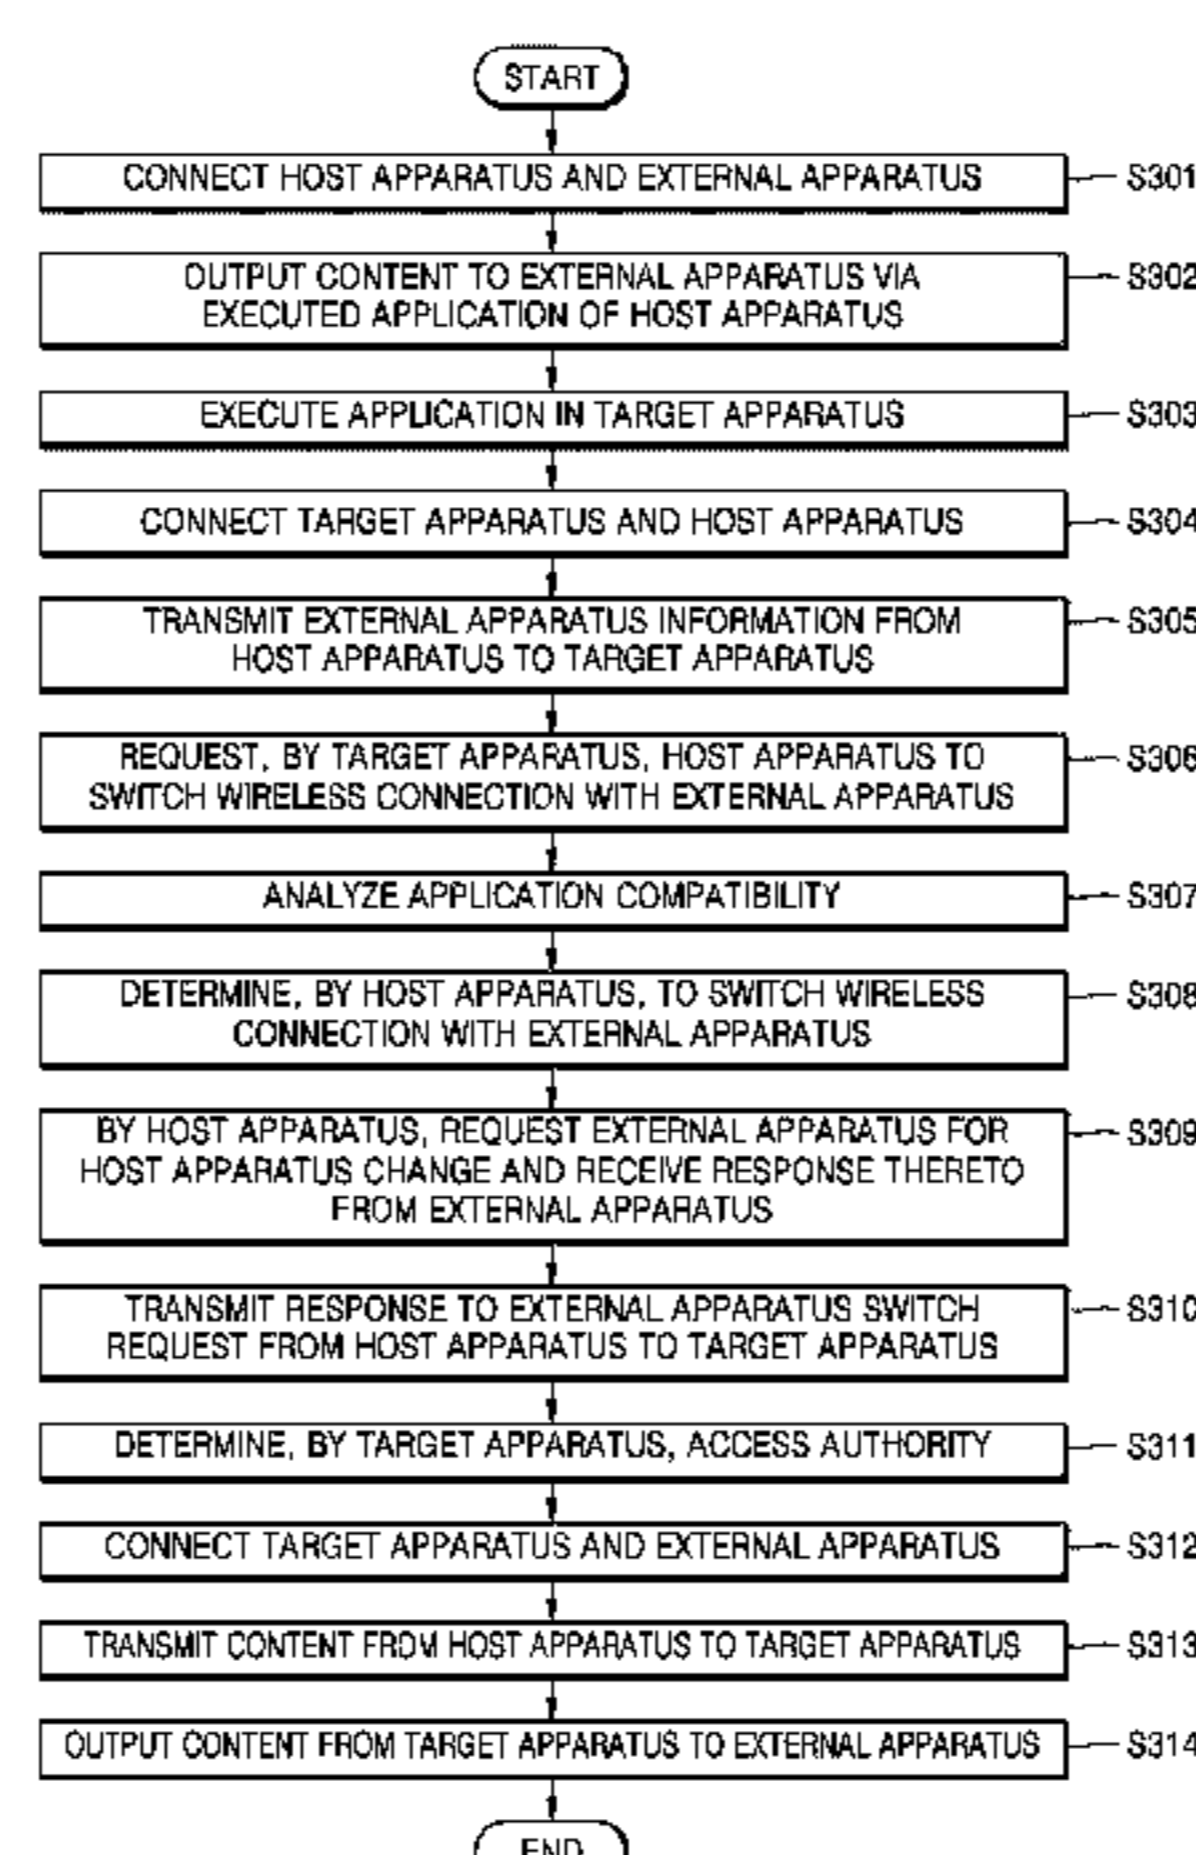 START
CONNECT HOST APPARATUS AND EXTERNAL APPARATUS
S301
OUTPUT CONTENT TO EXTERNAL APPARATUS VIA
EXECUTED APPLICATION OF HOST APPARATUS
S302
EXECUTE APPLICATION IN TARGET APPARATUS
S303
CONNECT TARGET APPARATUS AND HOST APPARATUS
S304
TRANSMIT EXTERNAL APPARATUS INFORMATION FROM
HOST APPARATUS TO TARGET APPARATUS
S305
REQUEST, BY TARGET APPARATUS, HOST APPARATUS TO
SWITCH WIRELESS CONNECTION WITH EXTERNAL APPARATUS
S306
ANALYZE APPLICATION COMPATIBILITY
S307
DETERMINE, BY HOST APPARATUS, TO SWITCH WIRELESS
CONNECTION WITH EXTERNAL APPARATUS
S308
BY HOST APPARATUS, REQUEST EXTERNAL APPARATUS FOR
HOST APPARATUS CHANGE AND RECEIVE RESPONSE THERETO
FROM EXTERNAL APPARATUS
S309
TRANSMIT RESPONSE TO EXTERNAL APPARATUS SWITCH
REQUEST FROM HOST APPARATUS TO TARGET APPARATUS
S310
DETERMINE, BY TARGET APPARATUS, ACCESS AUTHORITY
S311
CONNECT TARGET APPARATUS AND EXTERNAL APPARATUS
S312
TRANSMIT CONTENT FROM HOST APPARATUS TO TARGET APPARATUS
S313
OUTPUT CONTENT FROM TARGET APPARATUS TO EXTERNAL APPARATUS
S314
END